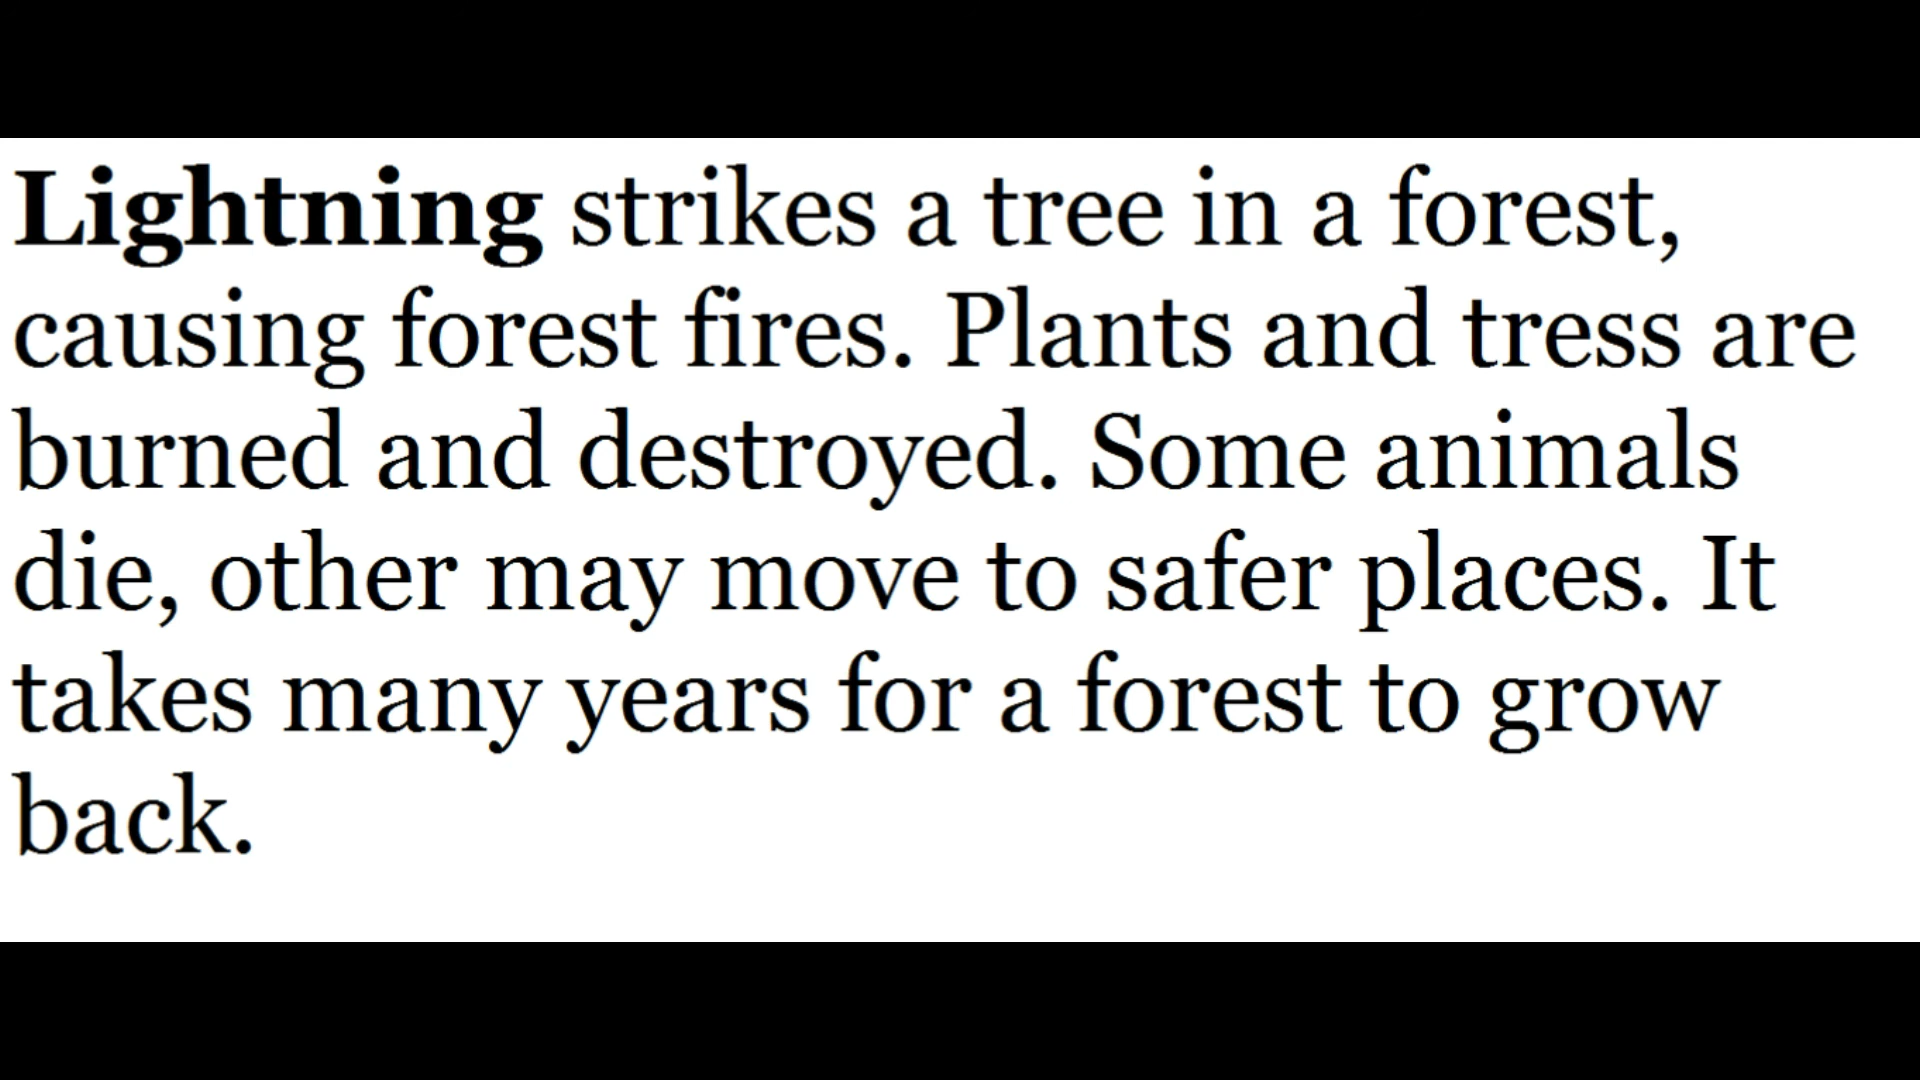 Lightning strikes a tree in a forest,
causing forest fires. Plants and tress are
burned and destroyed. Some animals
die, other may move to safer places. It
takes many years for a forest to grow
back.